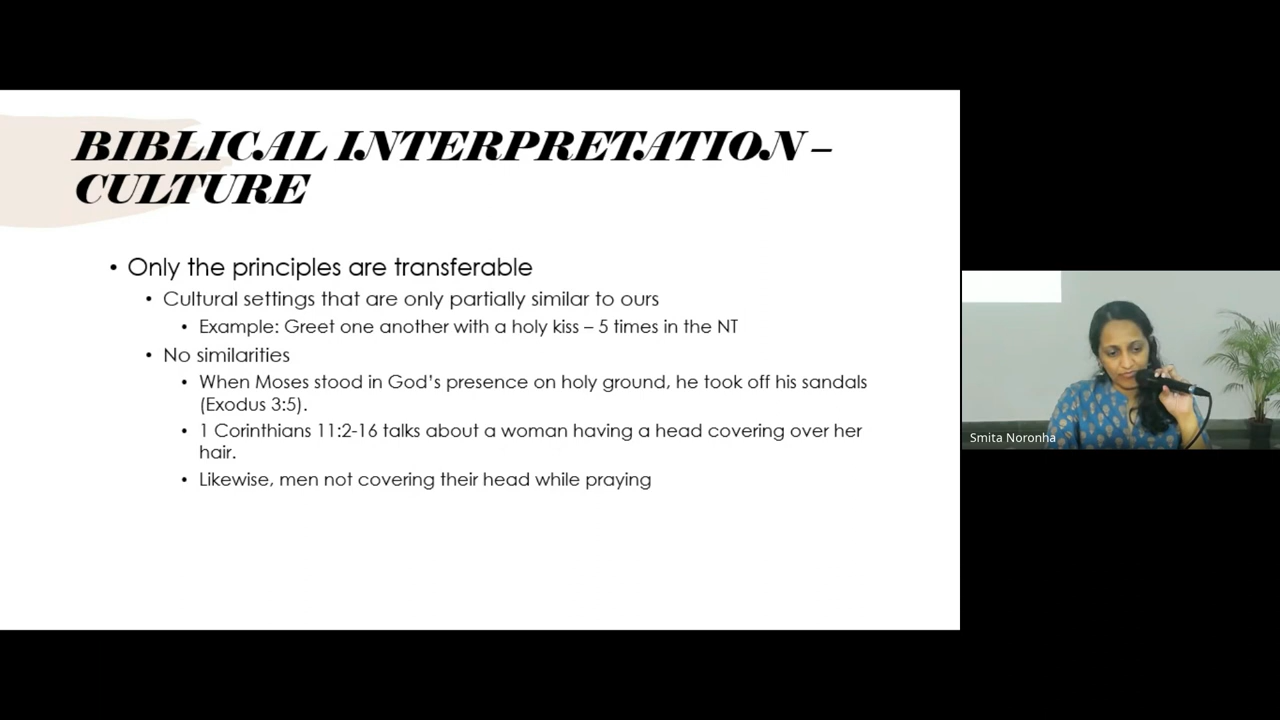 BIBLICAL INTERPRETATION –
CULTURE
• Only the principles are transferable
• Cultural settings that are only partially similar to ours
• Example: Greet one another with a holy kiss – 5 times in the NT
• No similarities
• When Moses stood in God's presence on holy ground, he took off his sandals
(Exodus 3:5).
• 1 Corinthians 11:2-16 talks about a woman having a head covering over her
hair.
• Likewise, men not covering their head while praying
Smita Noronha